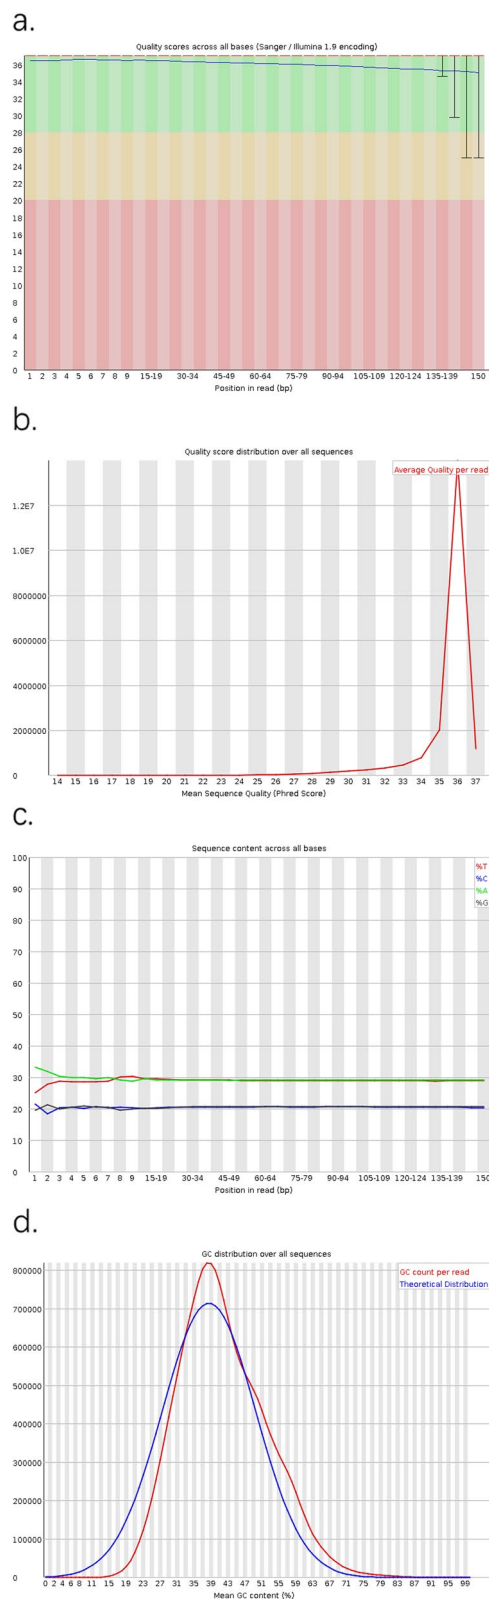 a.
Quality scores across all bases (Sanger / Illumina 1.9 encoding)
36
34
32
30
28
26
24
22
20
18
16
14
12
10
8
6
4
2
0
1 2 3 4 5 6 7 8 9 15-19 30-34 45-49 60-64 75-79 90-94 105-109 120-124 135-139 150
Position in read (bp)
b.
Quality score distribution over all sequences
Average Quality per read
1.2E7
1.0E7
8000000
6000000
4000000
2000000
0
14 15 16 17 18 19 20 21 22 23 24 25 26 27 28 29 30 31 32 33 34 35 36 37
Mean Sequence Quality (Phred Score)
c.
Sequence content across all bases
100
%T
%C
%A
%G
90
80
70
60
50
40
30
20
10
0
1 2 3 4 5 6 7 8 9 15-19 30-34 45-49 60-64 75-79 90-94 105-109 120-124 135-139 150
Position in read (bp)
d.
GC distribution over all sequences
GC count per read
Theoretical Distribution
800000
700000
600000
500000
400000
300000
200000
100000
0
0 2 4 6 8 11 15 19 23 27 31 35 39 43 47 51 55 59 63 67 71 75 79 83 87 91 95 99
Mean GC content (%)